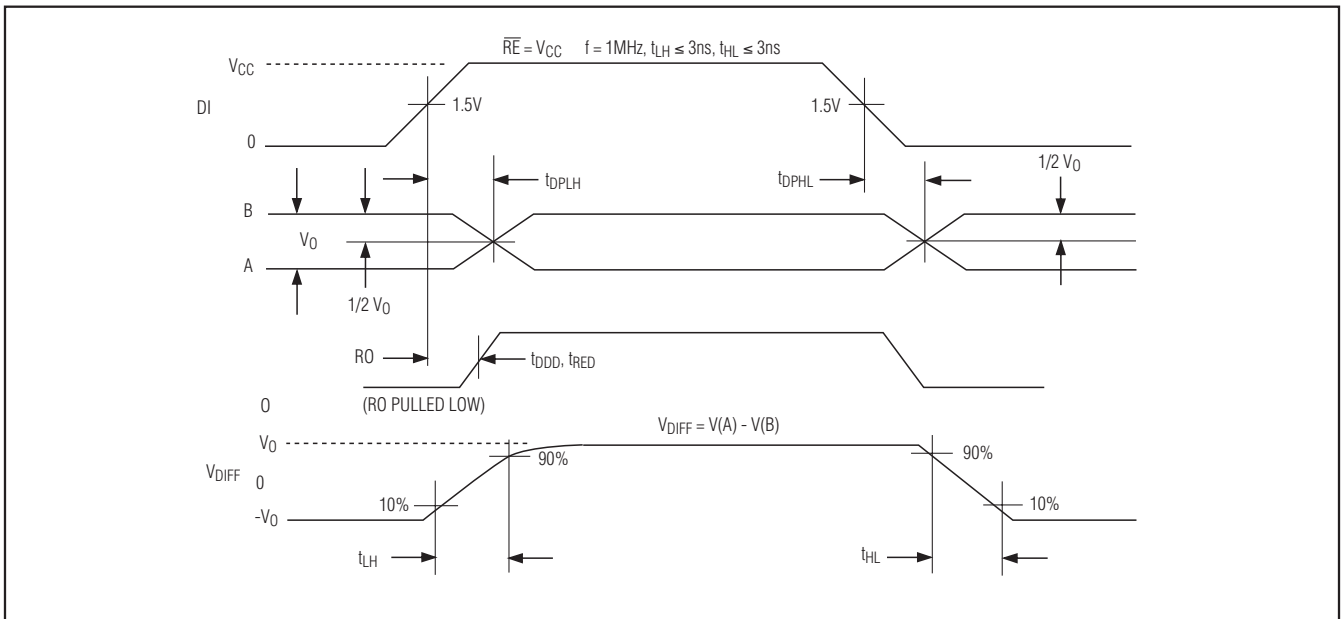 RE = VCC f = 1MHz, tLH ≤ 3ns, tHL ≤ 3ns
VCC
DI
1.5V
1.5V
0
1/2 VO
tDPLH
tDPHL
B
VO
A
1/2 VO
RO
tDDD, tRED
O
(RO PULLED LOW)
VDIFF = V(A) - V(B)
VO
90%
90%
VDIFF
0
10%
10%
-VO
tLH
tHL